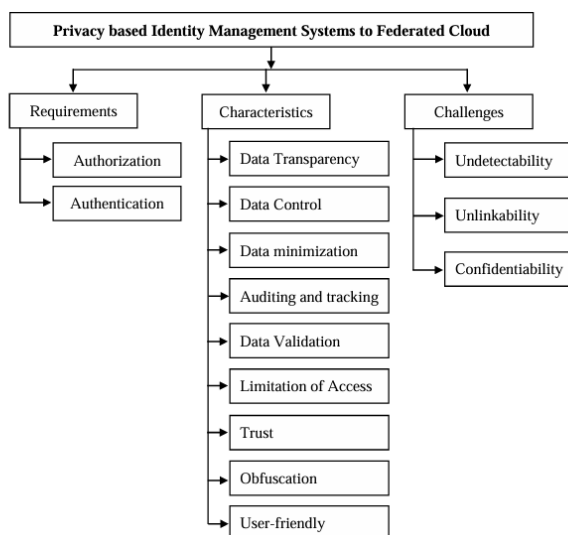 Privacy based Identity Management Systems to Federated Cloud
Requirements
Authorization
Authentication
Characteristics
Data Transparency
Data Control
Data minimization
Auditing and tracking
Data Validation
Limitation of Access
Trust
Obfuscation
User-friendly
Challenges
Undetectability
Unlinkability
Confidentiability